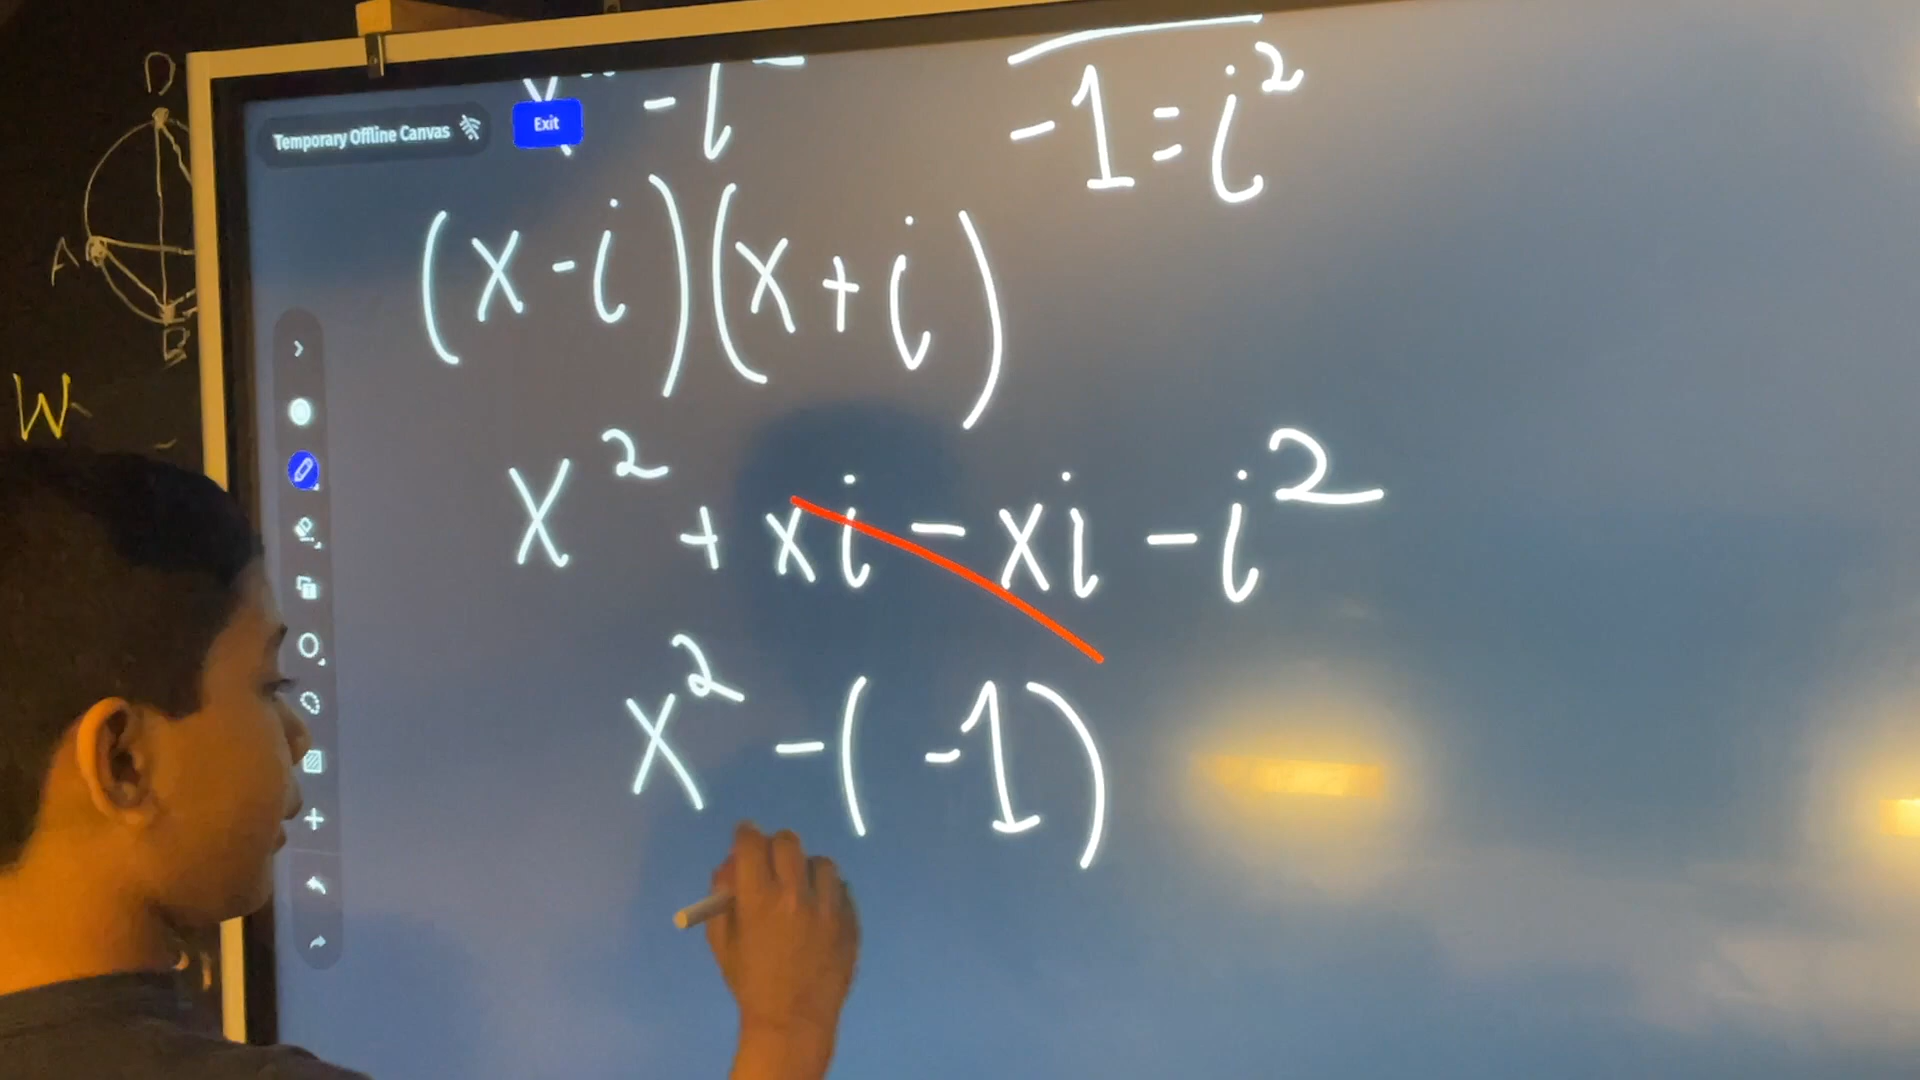 D
Temporary Offline Canvas Exit
-1 = i²
(x - i)(x + i)
A
B
W
x² + xi - xi - i²
x² - (-1)